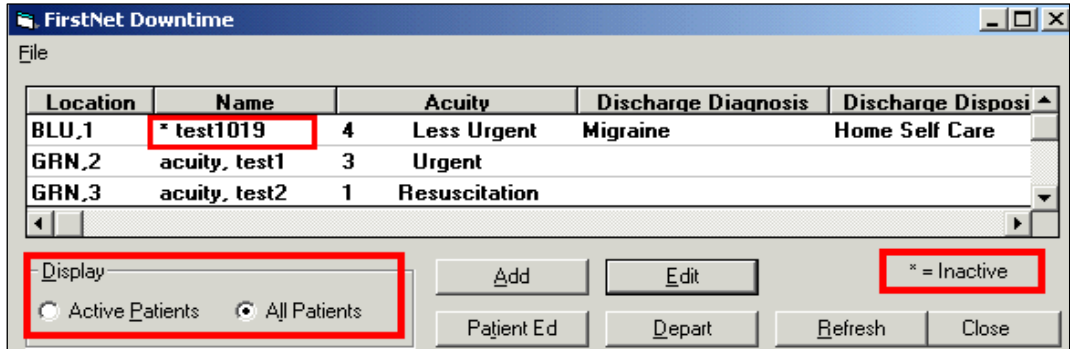 FirstNet Downtime
File
Location Name Acuity Discharge Diagnosis Discharge Disposi
BLU,1 * test1019 4 Less Urgent Migraine Home Self Care
GRN,2 acuity, test1 3 Urgent
GRN,3 acuity, test2 1 Resuscitation
Display Add Edit * = Inactive
Active Patients All Patients
Patient Ed Depart Refresh Close